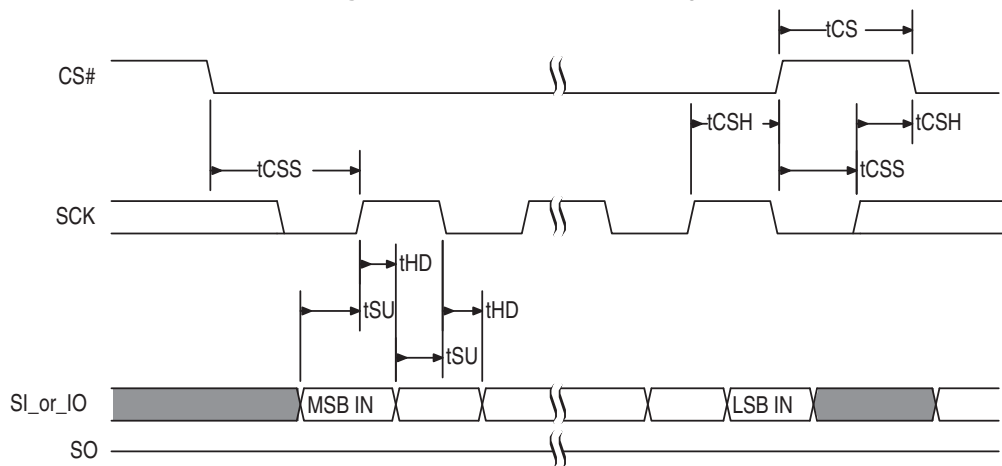 tCS
CS#
tCSH
tCSH
tCSS
tCSS
SCK
tHD
tSU
tHD
tSU
SI_or_IO
MSB IN
LSB IN
SO